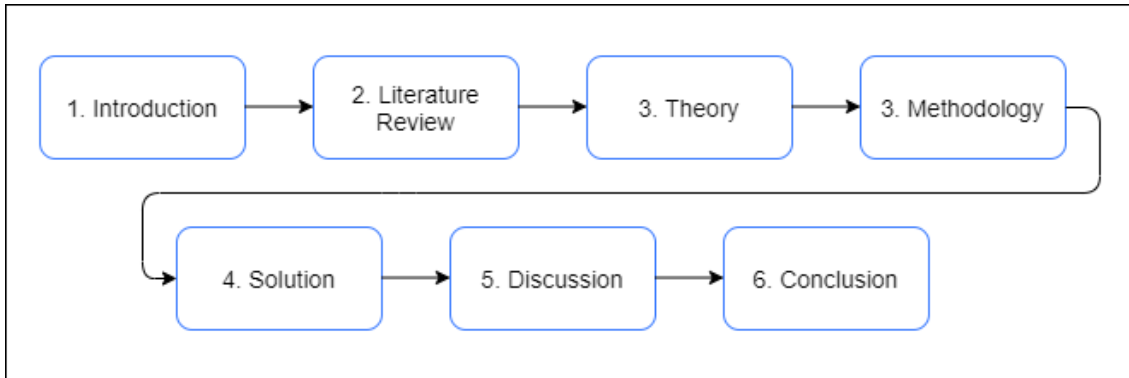 1. Introduction
2. Literature
Review
3. Theory
3. Methodology
4. Solution
5. Discussion
6. Conclusion